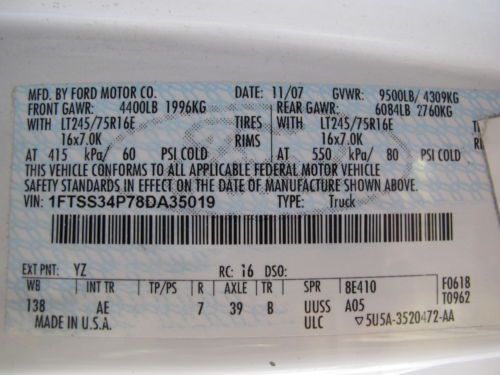 MFD. BY FORD MOTOR CO. DATE: 11/07 GVWR: 9500LB/ 4309KG
FRONT GAWR: 4400LB 1996KG REAR GAWR: 6084LB 2760KG
WITH LT245/75R16E TIRES WITH LT245/75R16E TIRES
16x7.0K RIMS 16x7.0K RIMS
AT 415 kPa/ 60 PSI COLD AT 550 kPa/ 80 PSI COLD
THIS VEHICLE CONFORMS TO ALL APPLICABLE FEDERAL MOTOR VEHICLE
SAFETY STANDARDS IN EFFECT ON THE DATE OF MANUFACTURE SHOWN ABOVE.
VIN: 1FTSS34P78DA35019 TYPE: Truck
EXT PNT: YZ RC: 16 DSO:
WB INT TR TP/PS R AXLE TR SPR 8E410 F0618
138 AE 7 39 B UUSS A05 T0962
MADE IN U.S.A. ULC ▽5U5A-3520472-AA